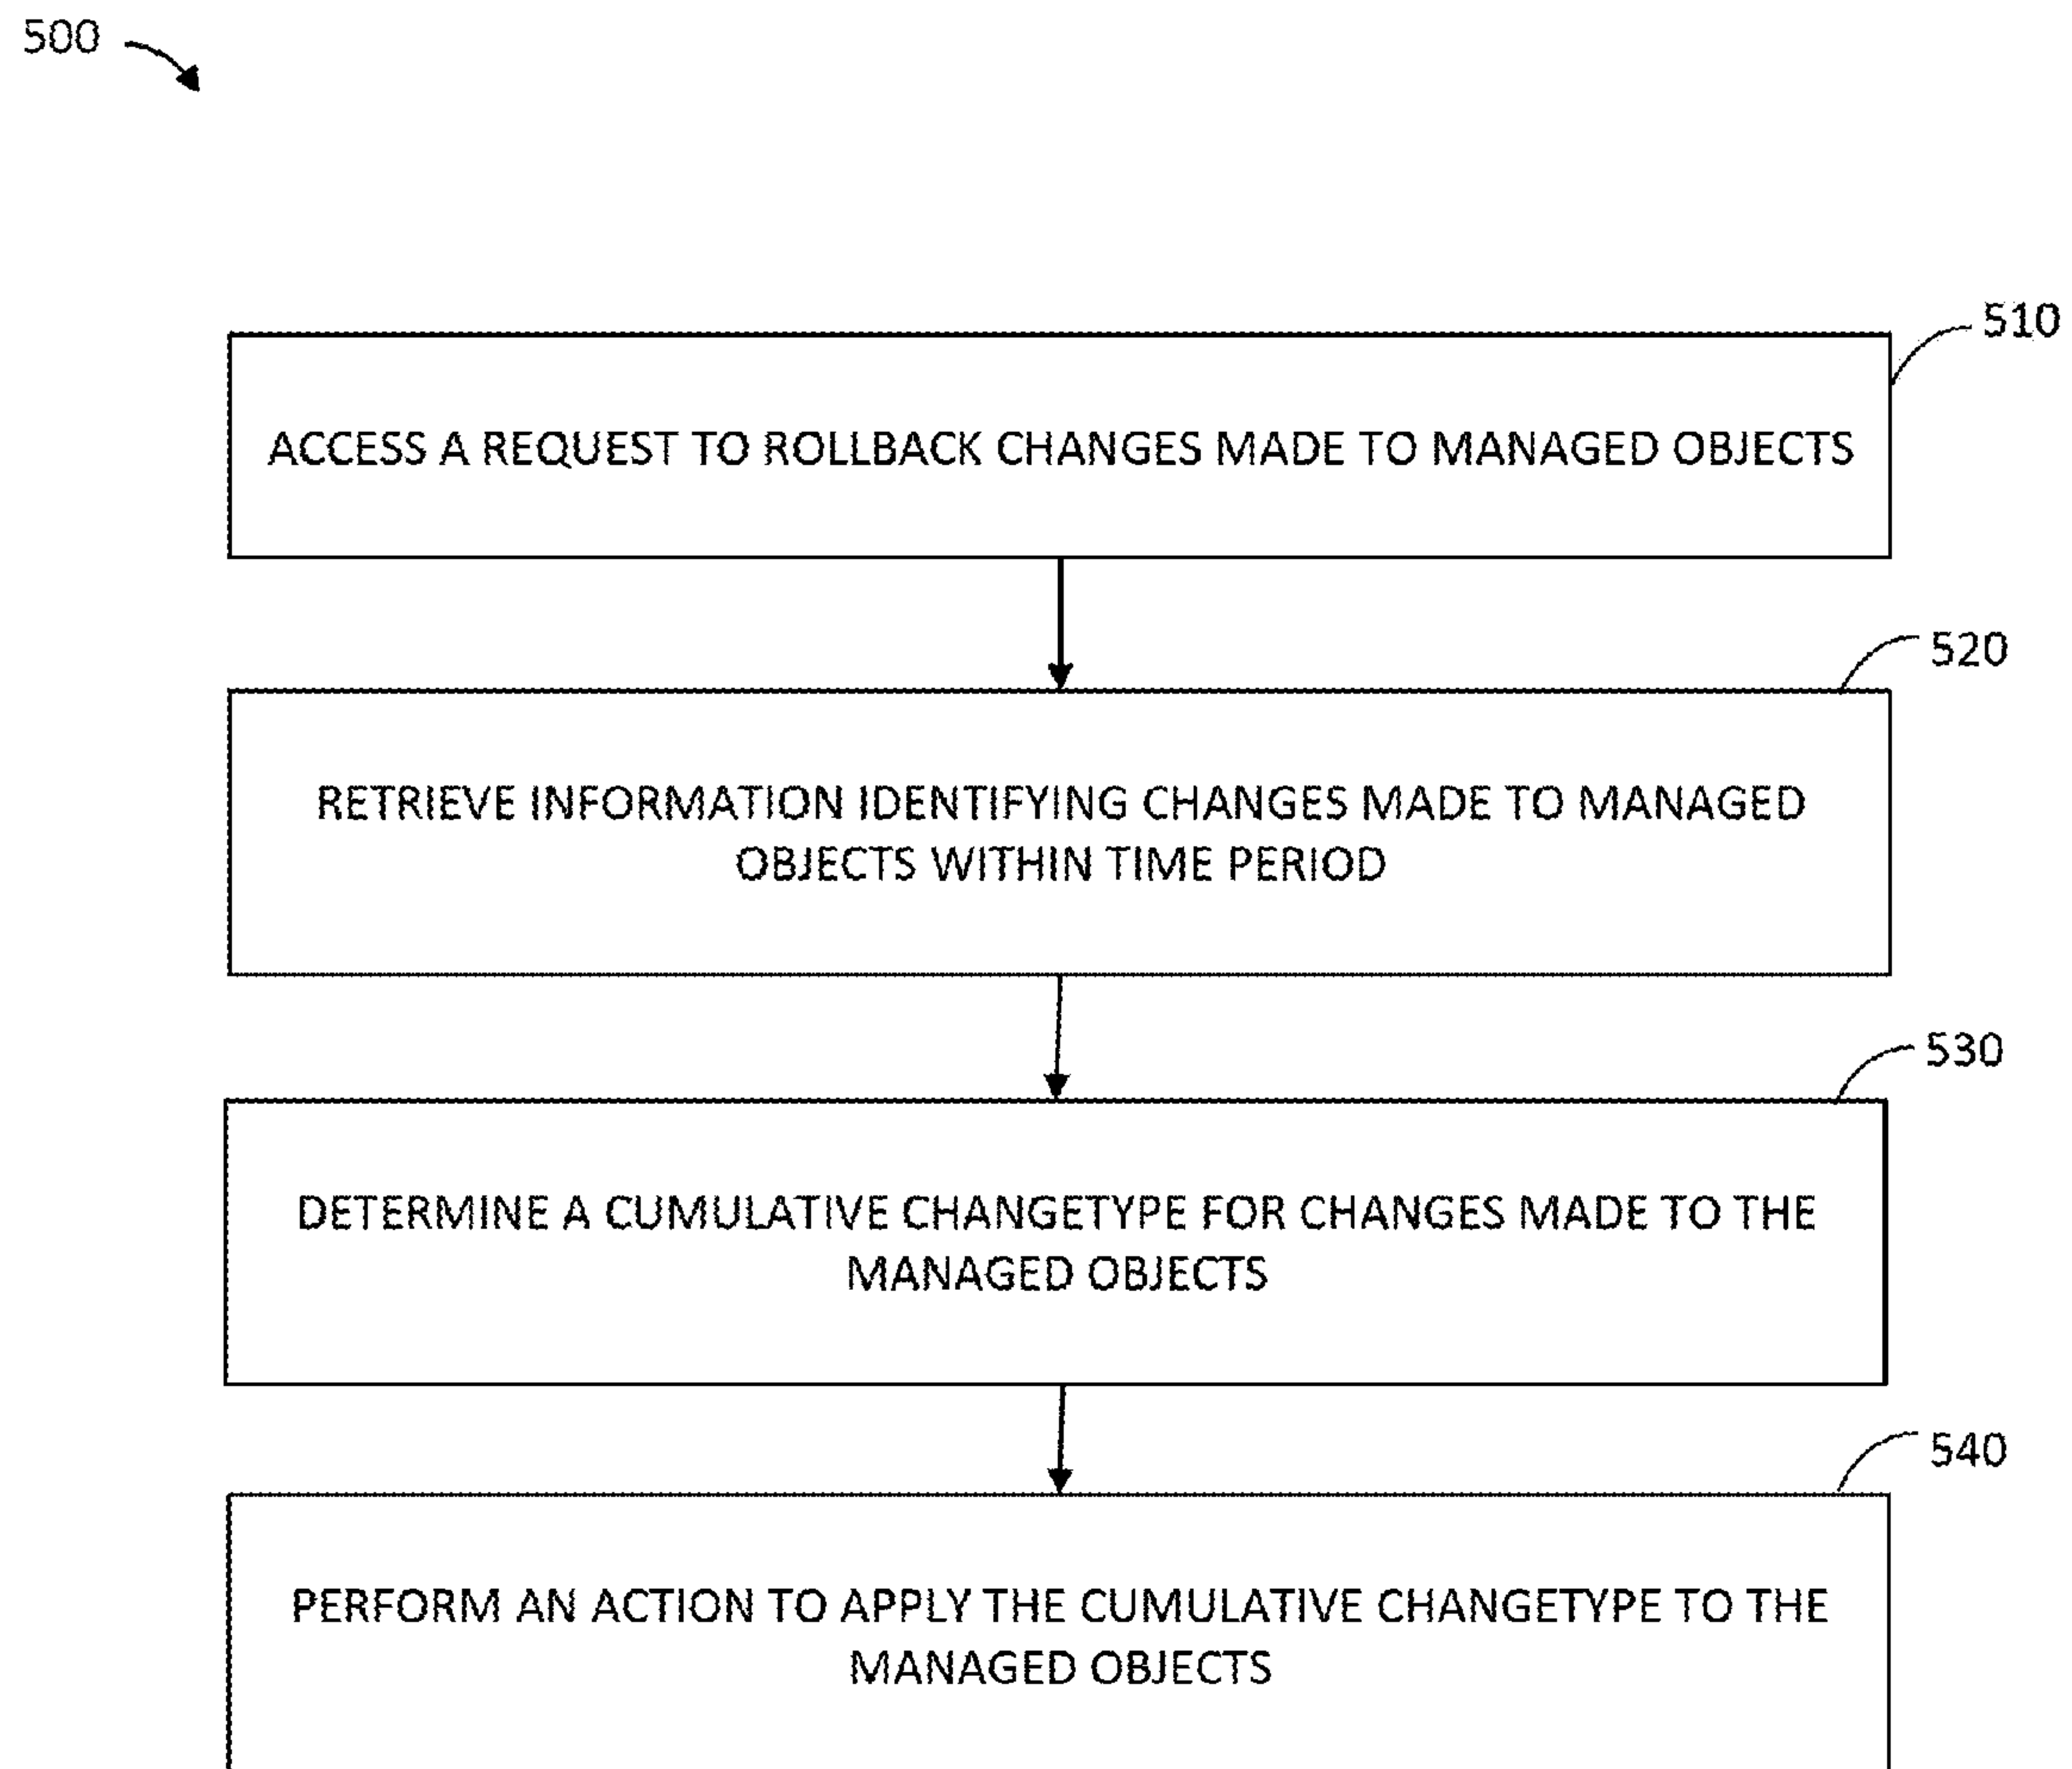 500
510
ACCESS A REQUEST TO ROLLBACK CHANGES MADE TO MANAGED OBJECTS
520
RETRIEVE INFORMATION IDENTIFYING CHANGES MADE TO MANAGED
OBJECTS WITHIN TIME PERIOD
530
DETERMINE A CUMULATIVE CHANGETYPE FOR CHANGES MADE TO THE
MANAGED OBJECTS
540
PERFORM AN ACTION TO APPLY THE CUMULATIVE CHANGETYPE TO THE
MANAGED OBJECTS